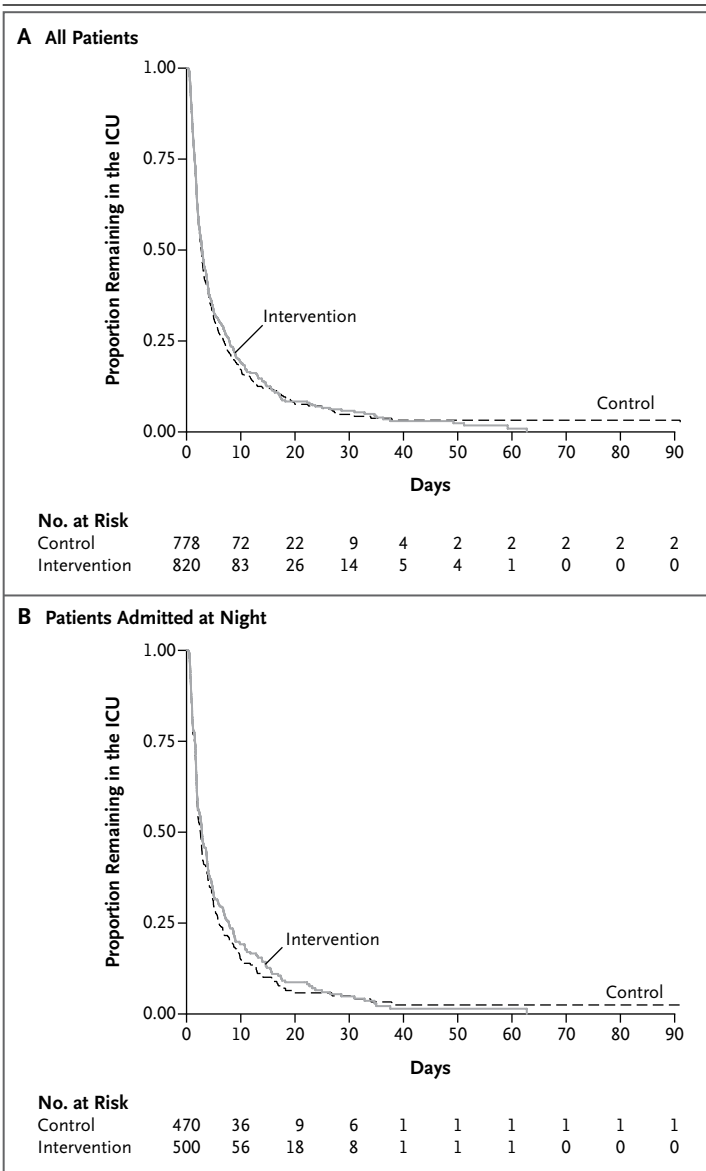 A All Patients
1.00
0.75
0.50
0.25
0.00
Proportion Remaining in the ICU
Intervention
Control
0 10 20 30 40 50 60 70 80 90
Days
No. at Risk
Control 778 72 22 9 4 2 2 2 2 2
Intervention 820 83 26 14 5 4 1 0 0 0
B Patients Admitted at Night
1.00
0.75
0.50
0.25
0.00
Proportion Remaining in the ICU
Intervention
Control
0 10 20 30 40 50 60 70 80 90
Days
No. at Risk
Control 470 36 9 6 1 1 1 1 1 1
Intervention 500 56 18 8 1 1 1 0 0 0